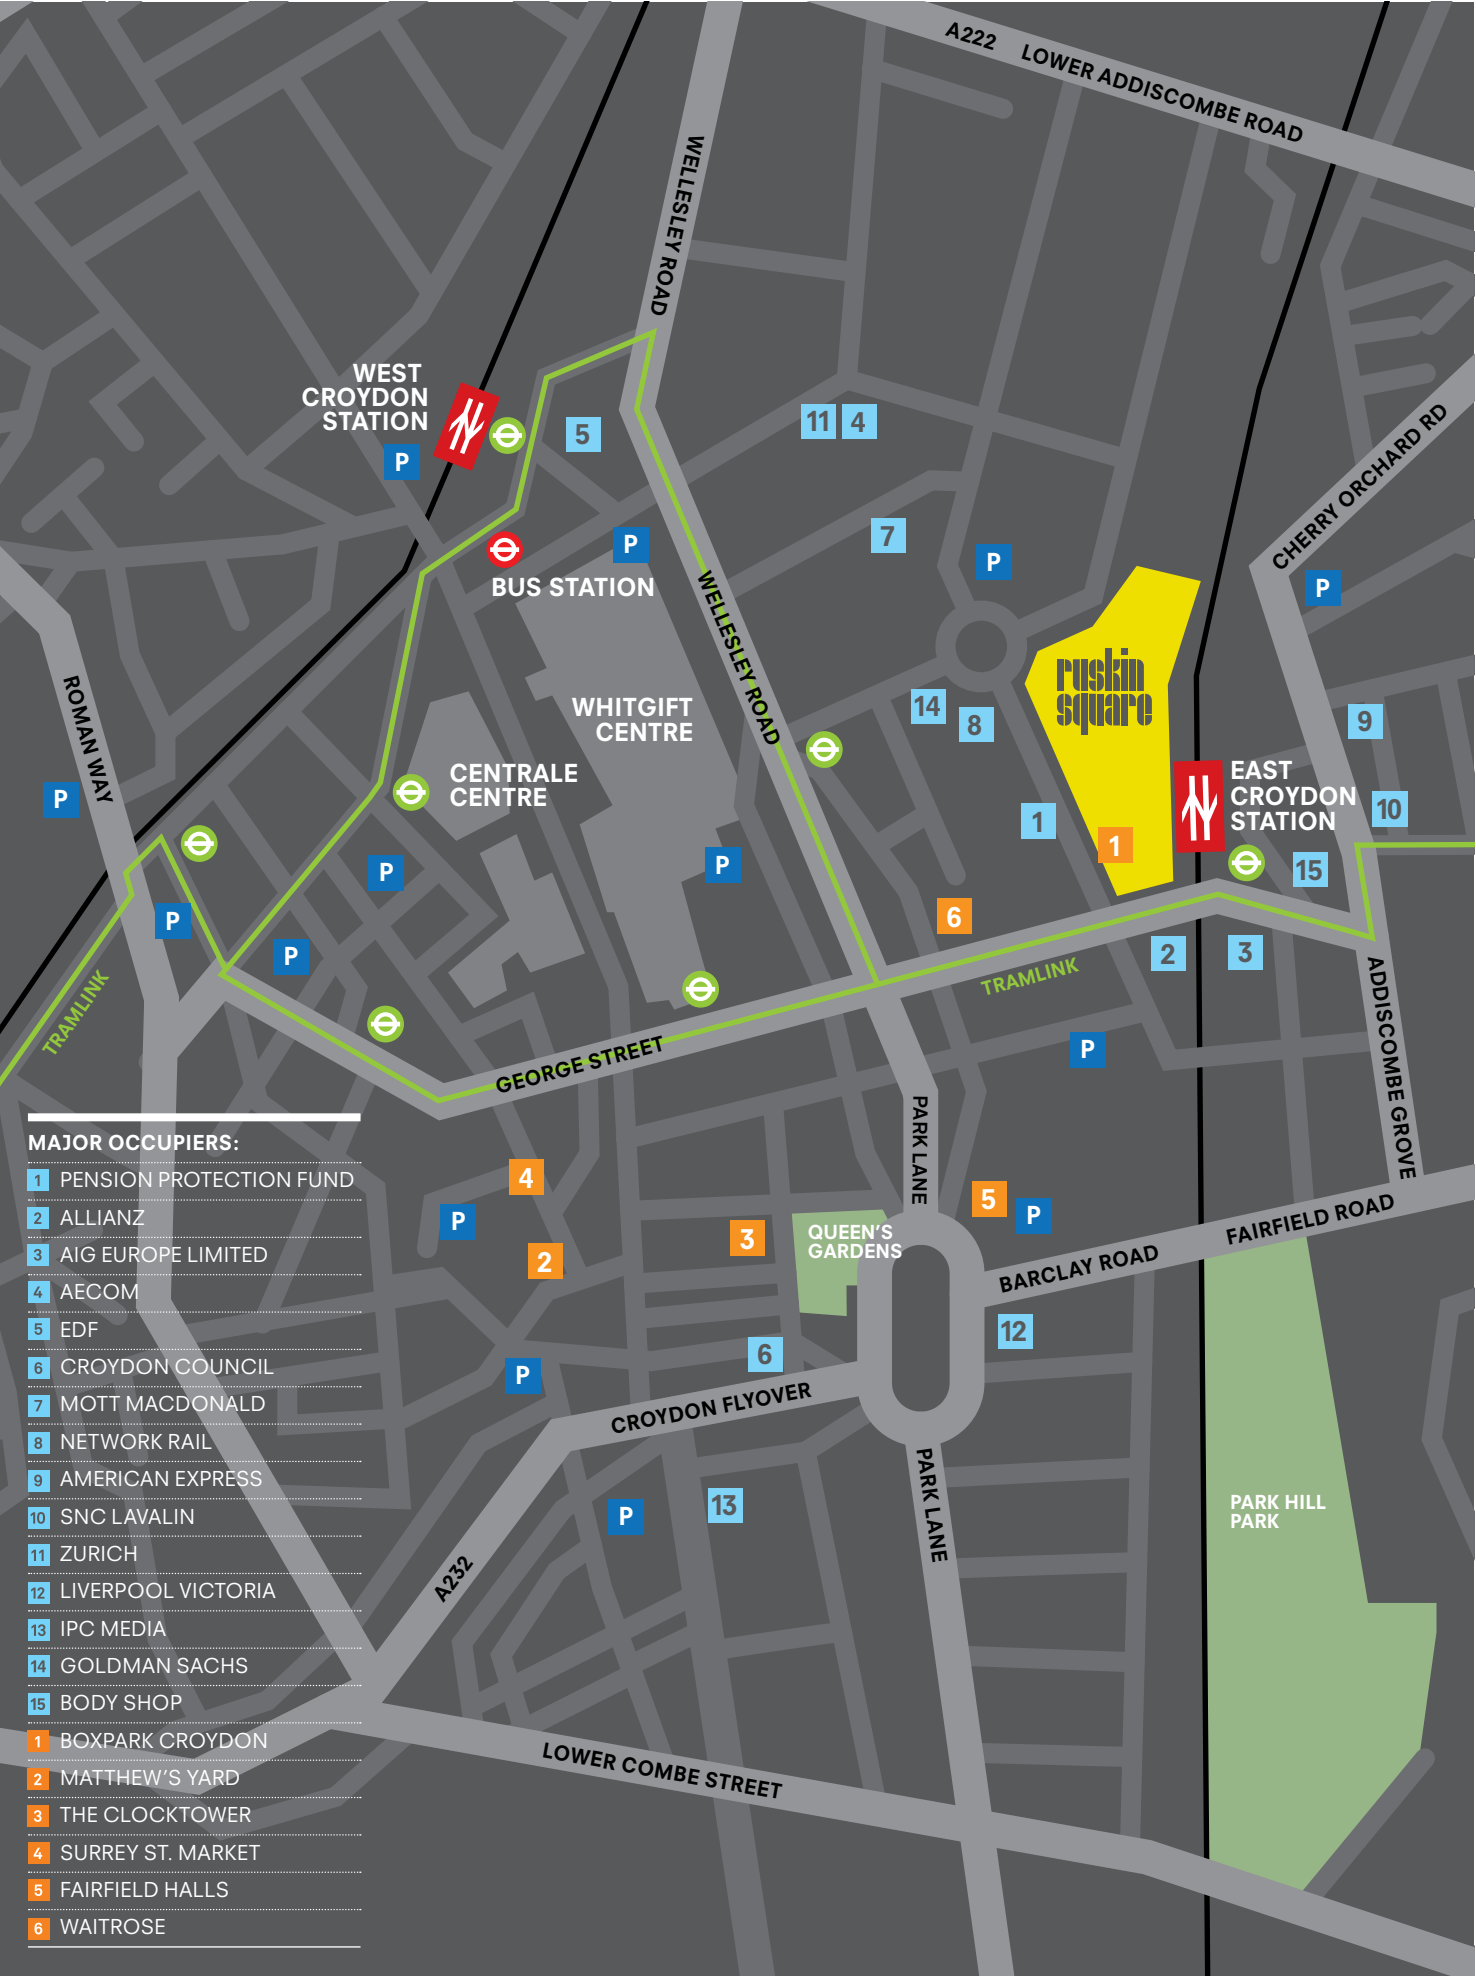 A222 LOWER ADDISCOMBE ROAD
WELLESLEY ROAD
WEST
CROYDON
STATION
P
5
11 4
CHERRY ORCHARD RD
7
P
P
P
BUS STATION
WELLESLEY ROAD
ruskin
square
ROMAN WAY
WHITGIFT
CENTRE
14
8
9
P
CENTRALE
CENTRE
EAST
CROYDON
STATION
10
1
1
P
P
15
P
6
P
2
3
TRAMLINK
TRAMLINK
ADDISCOMBE GROVE
GEORGE STREET
P
PARK LANE
4
5
P
P
3
QUEEN'S
GARDENS
2
BARCLAY ROAD
FAIRFIELD ROAD
12
6
P
CROYDON FLYOVER
PARK LANE
13
P
PARK HILL
PARK
A232
LOWER COMBE STREET
MAJOR OCCUPIERS:
1 PENSION PROTECTION FUND
2 ALLIANZ
3 AIG EUROPE LIMITED
4 AECOM
5 EDF
6 CROYDON COUNCIL
7 MOTT MACDONALD
8 NETWORK RAIL
9 AMERICAN EXPRESS
10 SNC LAVALIN
11 ZURICH
12 LIVERPOOL VICTORIA
13 IPC MEDIA
14 GOLDMAN SACHS
15 BODY SHOP
1 BOXPARK CROYDON
2 MATTHEW'S YARD
3 THE CLOCKTOWER
4 SURREY ST. MARKET
5 FAIRFIELD HALLS
6 WAITROSE